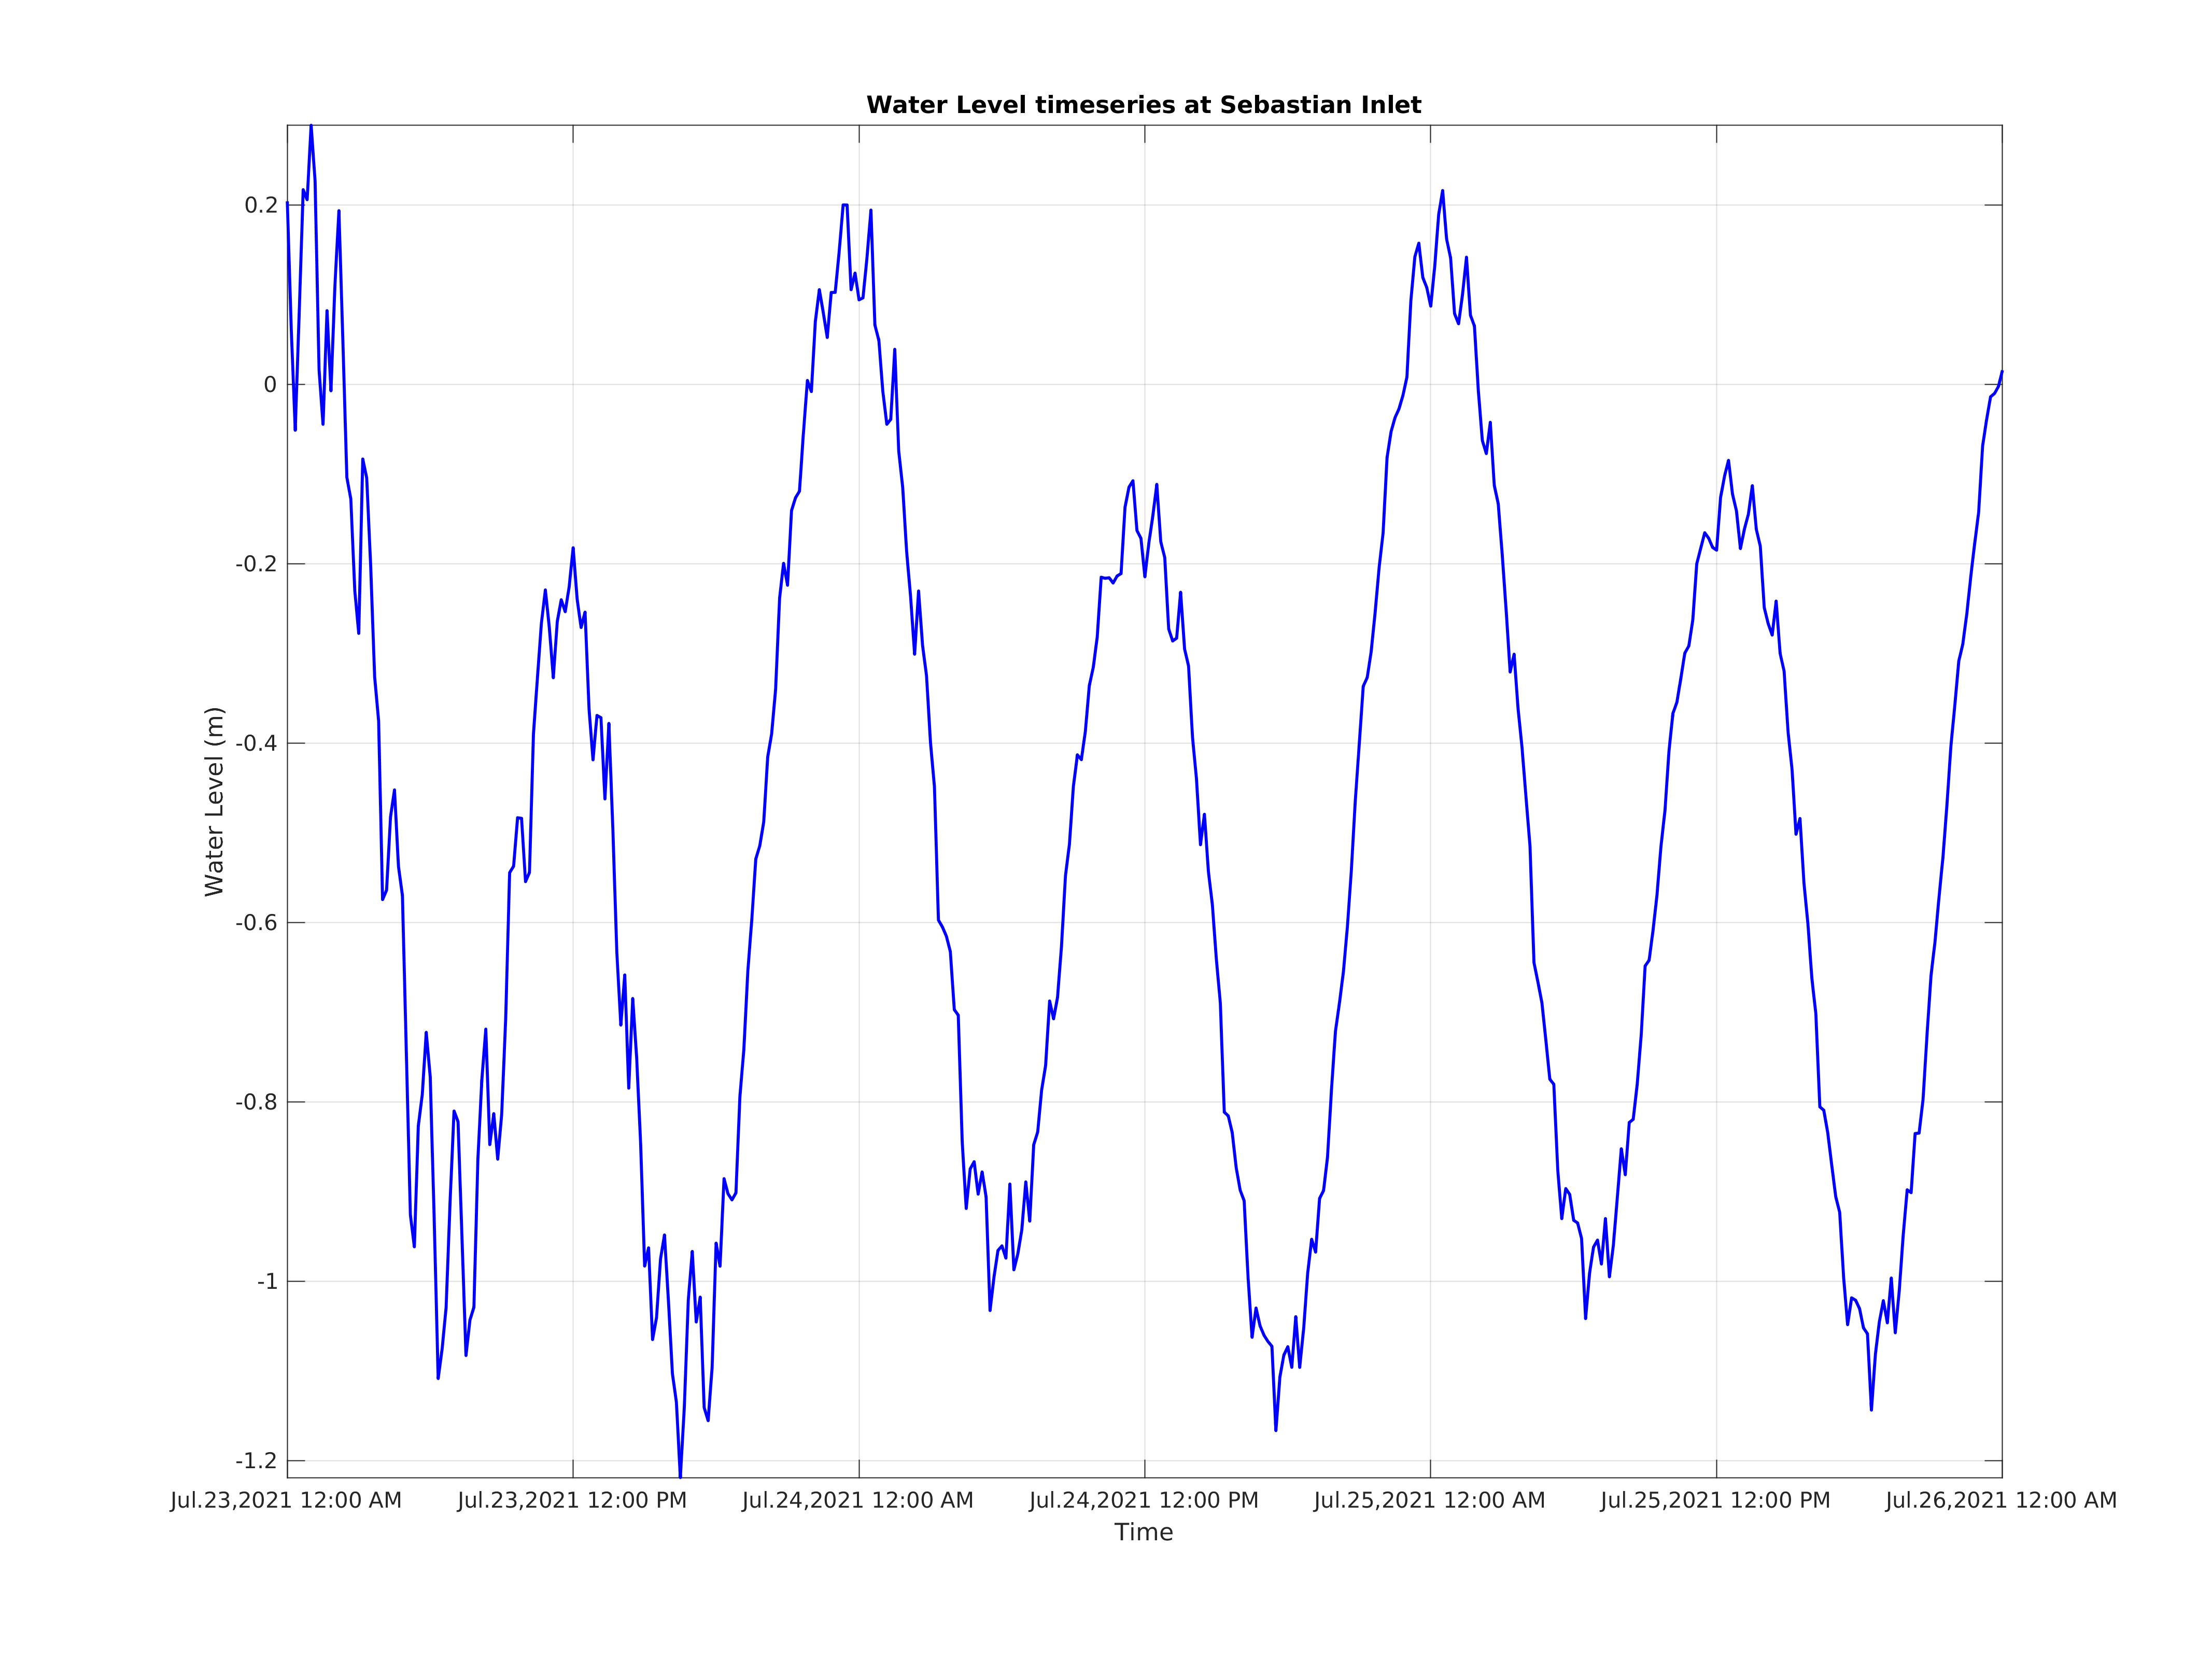 Water Level timeseries at Sebastian Inlet
0.2
0
-0.2
-0.4
-0.6
-0.8
-1
-1.2
Water Level (m)
Jul.23,2021 12:00 AM Jul.23,2021 12:00 PM Jul.24,2021 12:00 AM Jul.24,2021 12:00 PM Jul.25,2021 12:00 AM Jul.25,2021 12:00 PM Jul.26,2021 12:00 AM
Time